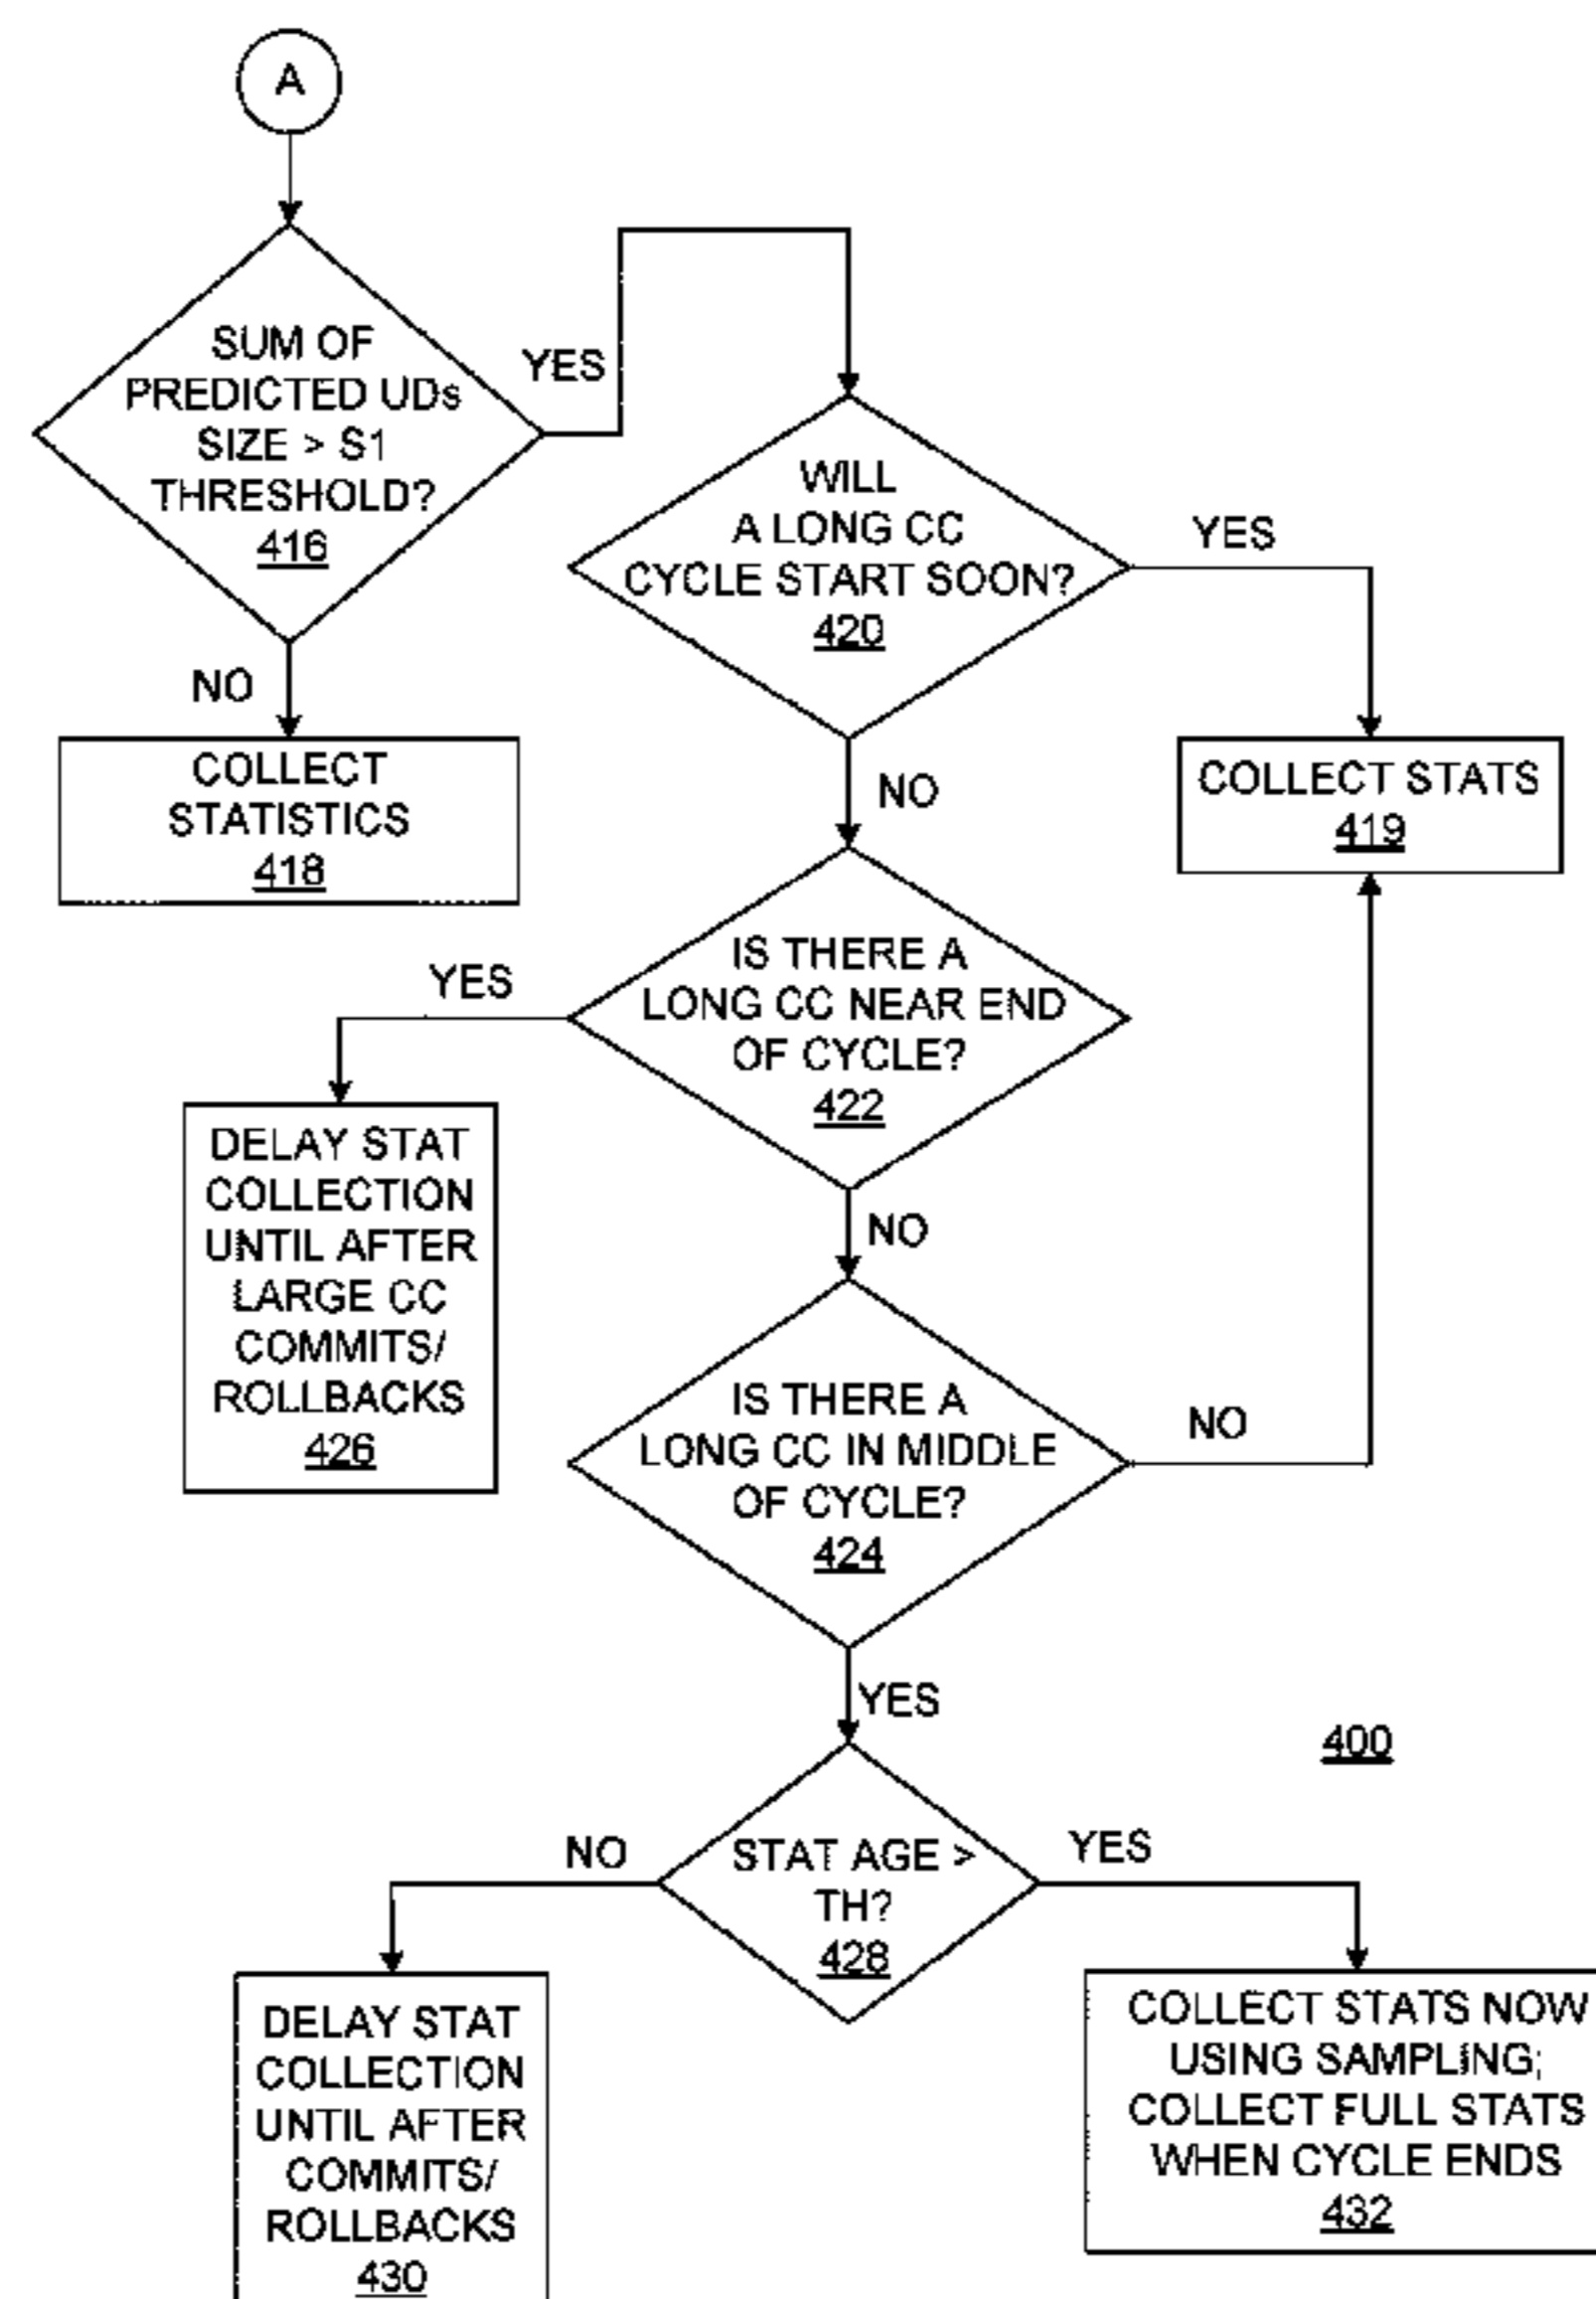 A
SUM OF
PREDICTED UDs
SIZE > S1
THRESHOLD?
416
YES
NO
COLLECT
STATISTICS
418
WILL
A LONG CC
CYCLE START SOON?
420
YES
COLLECT STATS
419
NO
IS THERE A
LONG CC NEAR END
OF CYCLE?
422
YES
DELAY STAT
COLLECTION
UNTIL AFTER
LARGE CC
COMMITS/
ROLLBACKS
426
NO
IS THERE A
LONG CC IN MIDDLE
OF CYCLE?
424
NO
YES
400
STAT AGE >
TH?
428
NO
DELAY STAT
COLLECTION
UNTIL AFTER
COMMITS/
ROLLBACKS
430
YES
COLLECT STATS NOW
USING SAMPLING;
COLLECT FULL STATS
WHEN CYCLE ENDS
432